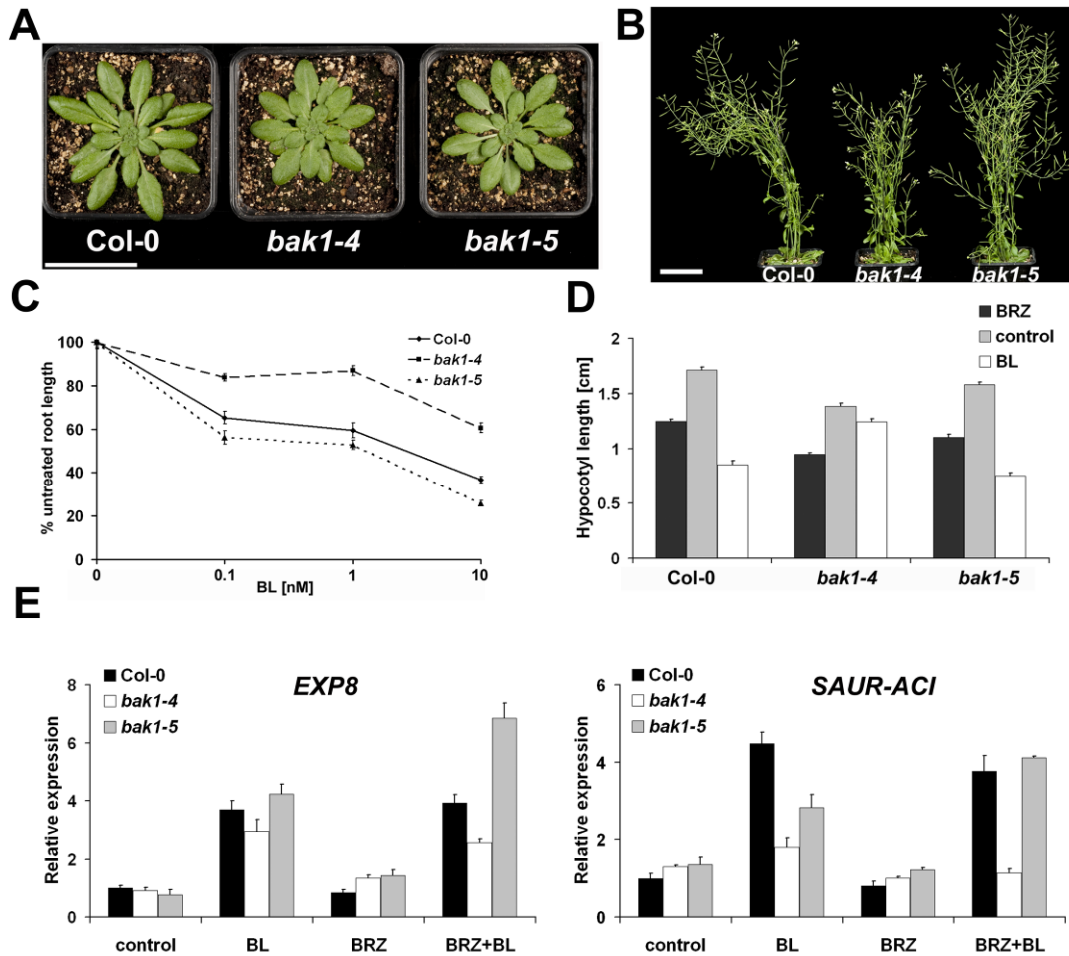 A
Col-0 bak1-4 bak1-5
B
Col-0 bak1-4 bak1-5
C
% untreated root length
100
80
60
40
20
0
0 0.1 1 10
BL [nM]
Col-0
bak1-4
bak1-5
D
Hypocotyl length [cm]
2
1.5
1
0.5
0
BRZ
control
BL
Col-0 bak1-4 bak1-5
E
Col-0
bak1-4
bak1-5
EXP8
Relative expression
8
6
4
2
0
control BL BRZ BRZ+BL
Col-0
bak1-4
bak1-5
SAUR-ACI
Relative expression
6
4
2
0
control BL BRZ BRZ+BL